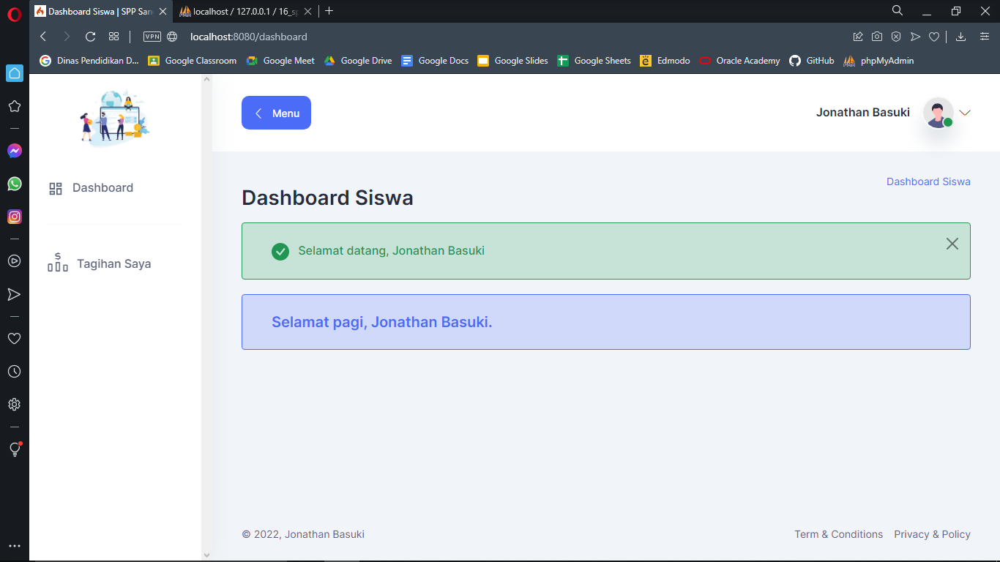 Dashboard Siswa | SPP San
localhost / 127.0.0.1 / 16_sp
VPN
localhost:8080/dashboard
Dinas Pendidikan D...
Google Classroom
Google Meet
Google Drive
Google Docs
Google Slides
Google Sheets
Edmodo
Oracle Academy
GitHub
phpMyAdmin
Menu
Jonathan Basuki
Dashboard
Tagihan Saya
Dashboard Siswa
Dashboard Siswa
Selamat datang, Jonathan Basuki
Selamat pagi, Jonathan Basuki.
© 2022, Jonathan Basuki
Term & Conditions
Privacy & Policy